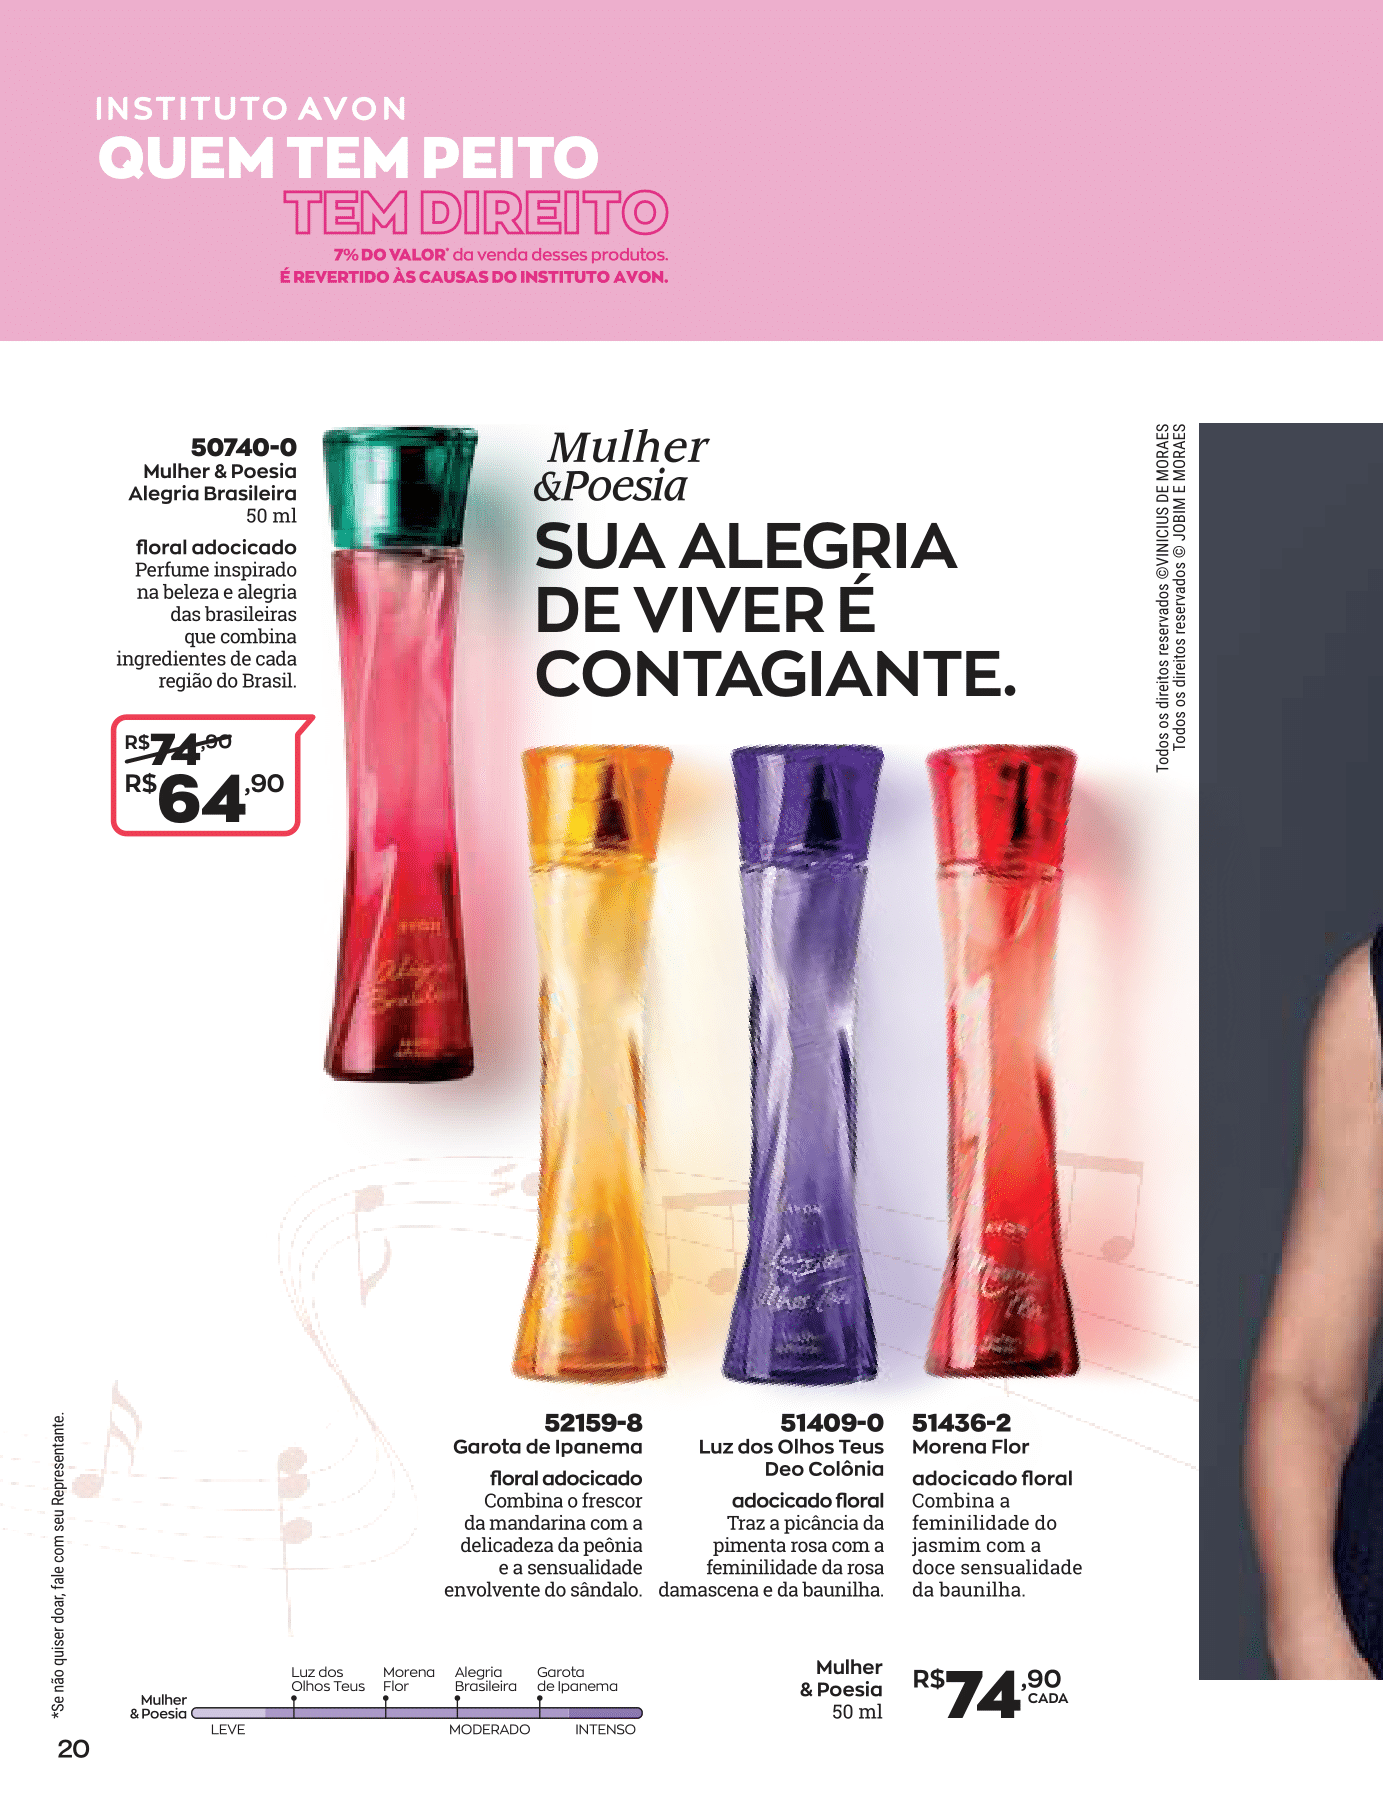 INSTITUTO AVON
QUEM TEM PEITO
TEM DIREITO
7% DO VALOR* da venda desses produtos.
É REVERTIDO ÀS CAUSAS DO INSTITUTO AVON.
50740-0
Mulher & Poesia
Alegria Brasileira
50 ml
floral adocicado
Perfume inspirado
na beleza e alegria
das brasileiras
que combina
ingredientes de cada
região do Brasil.
R$74,90
R$64,90
Mulher
&Poesia
SUA ALEGRIA
DE VIVER É
CONTAGIANTE.
Todos os direitos reservados ©VINICIUS DE MORAES
Todos os direitos reservados © JOBIM E MORAES
AVON
Luz dos
Olhos Teus
AVON
Morena
Flor
52159-8
Garota de Ipanema
floral adocicado
Combina o frescor
da mandarina com a
delicadeza da peônia
e a sensualidade
envolvente do sândalo.
51409-0
Luz dos Olhos Teus
Deo Colônia
adocicado floral
Traz a picância da
pimenta rosa com a
feminilidade da rosa
damascena e da baunilha.
51436-2
Morena Flor
adocicado floral
Combina a
feminilidade do
jasmim com a
doce sensualidade
da baunilha.
Mulher
& Poesia
50 ml
R$74,90
CADA
Mulher
& Poesia
Luz dos
Olhos Teus
Morena
Flor
Alegria
Brasileira
Garota
de Ipanema
LEVE
MODERADO
INTENSO
*Se não quiser doar, fale com seu Representante.
20